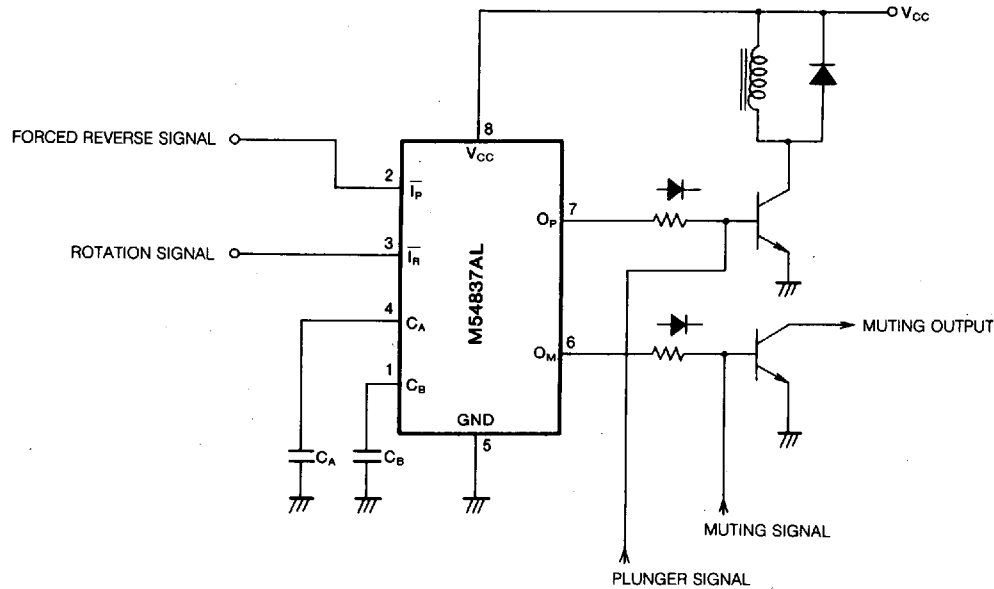 VCC
8
VCC
FORCED REVERSE SIGNAL
2
IP
7
OP
ROTATION SIGNAL
3
IR
M54837AL
4
CA
MUTING OUTPUT
6
OM
1
CB
GND
5
CA
CB
MUTING SIGNAL
PLUNGER SIGNAL